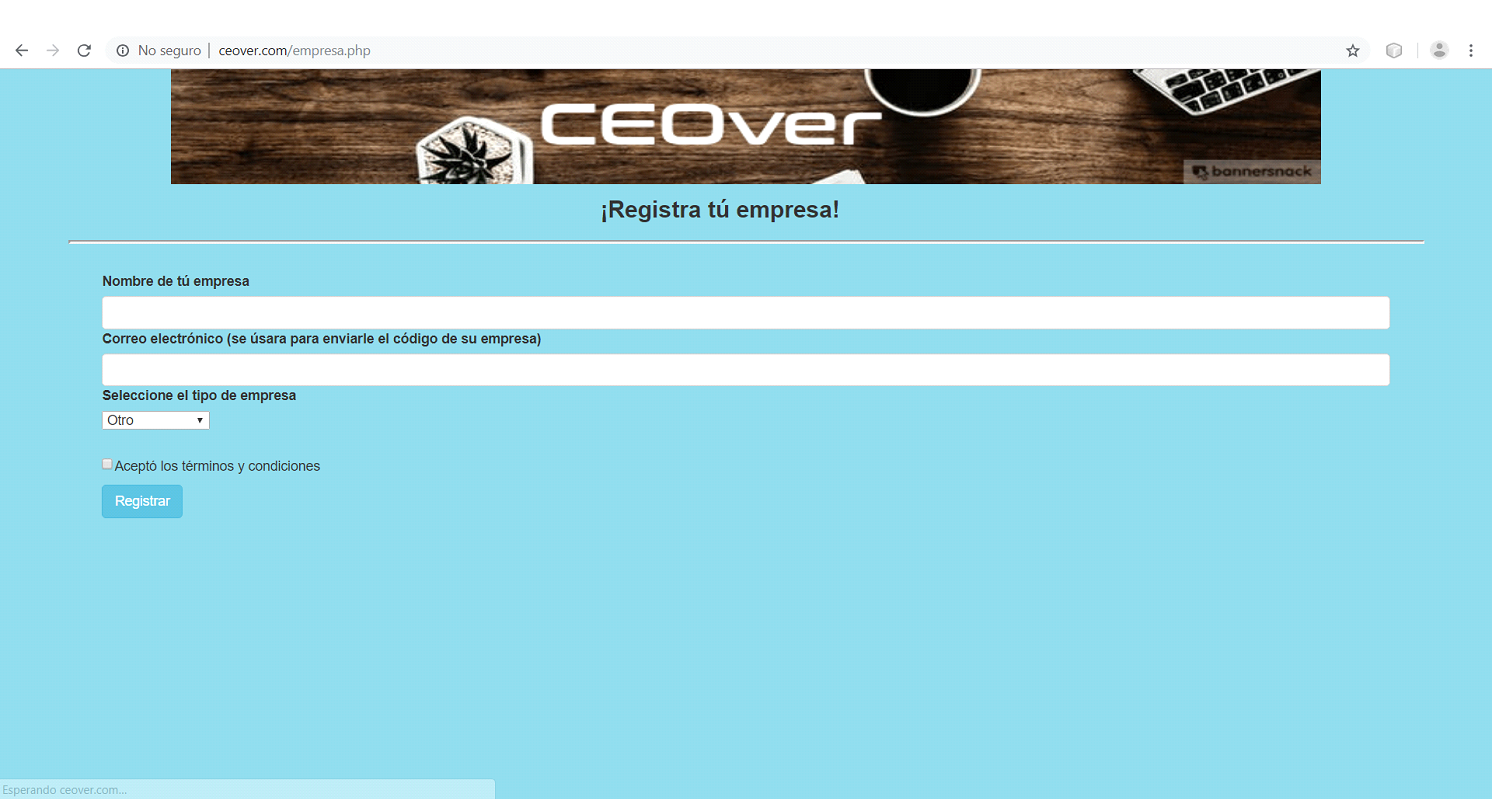 No seguro | ceover.com/empresa.php
CEOver
bannersnack
¡Registra tú empresa!
Nombre de tú empresa
Correo electrónico (se úsara para enviarle el código de su empresa)
Seleccione el tipo de empresa
Otro
Aceptó los términos y condiciones
Registrar
Esperando ceover.com...